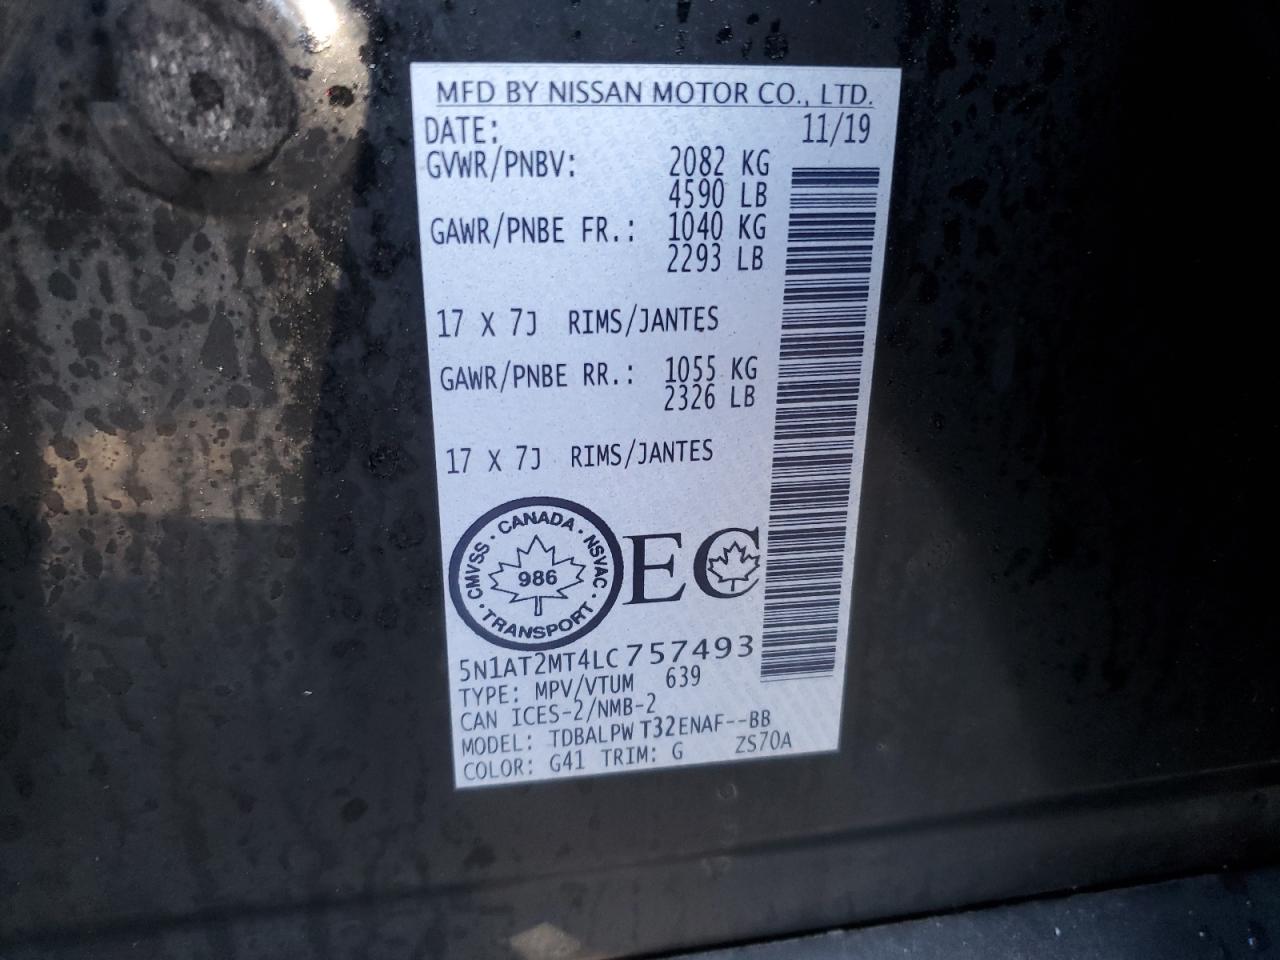 MFD BY NISSAN MOTOR CO., LTD.
DATE: 11/19
GVWR/PNBV: 2082 KG
4590 LB
GAWR/PNBE FR.: 1040 KG
2293 LB
17 X 7J RIMS/JANTES
GAWR/PNBE RR.: 1055 KG
2326 LB
17 X 7J RIMS/JANTES
CMVSS · CANADA · NSVAC · TRANSPORT ·
986
EC
5N1AT2MT4LC757493
TYPE: MPV/VTUM 639
CAN ICES-2/NMB-2
MODEL: TDBALPW T32ENAF--BB
COLOR: G41 TRIM: G ZS70A